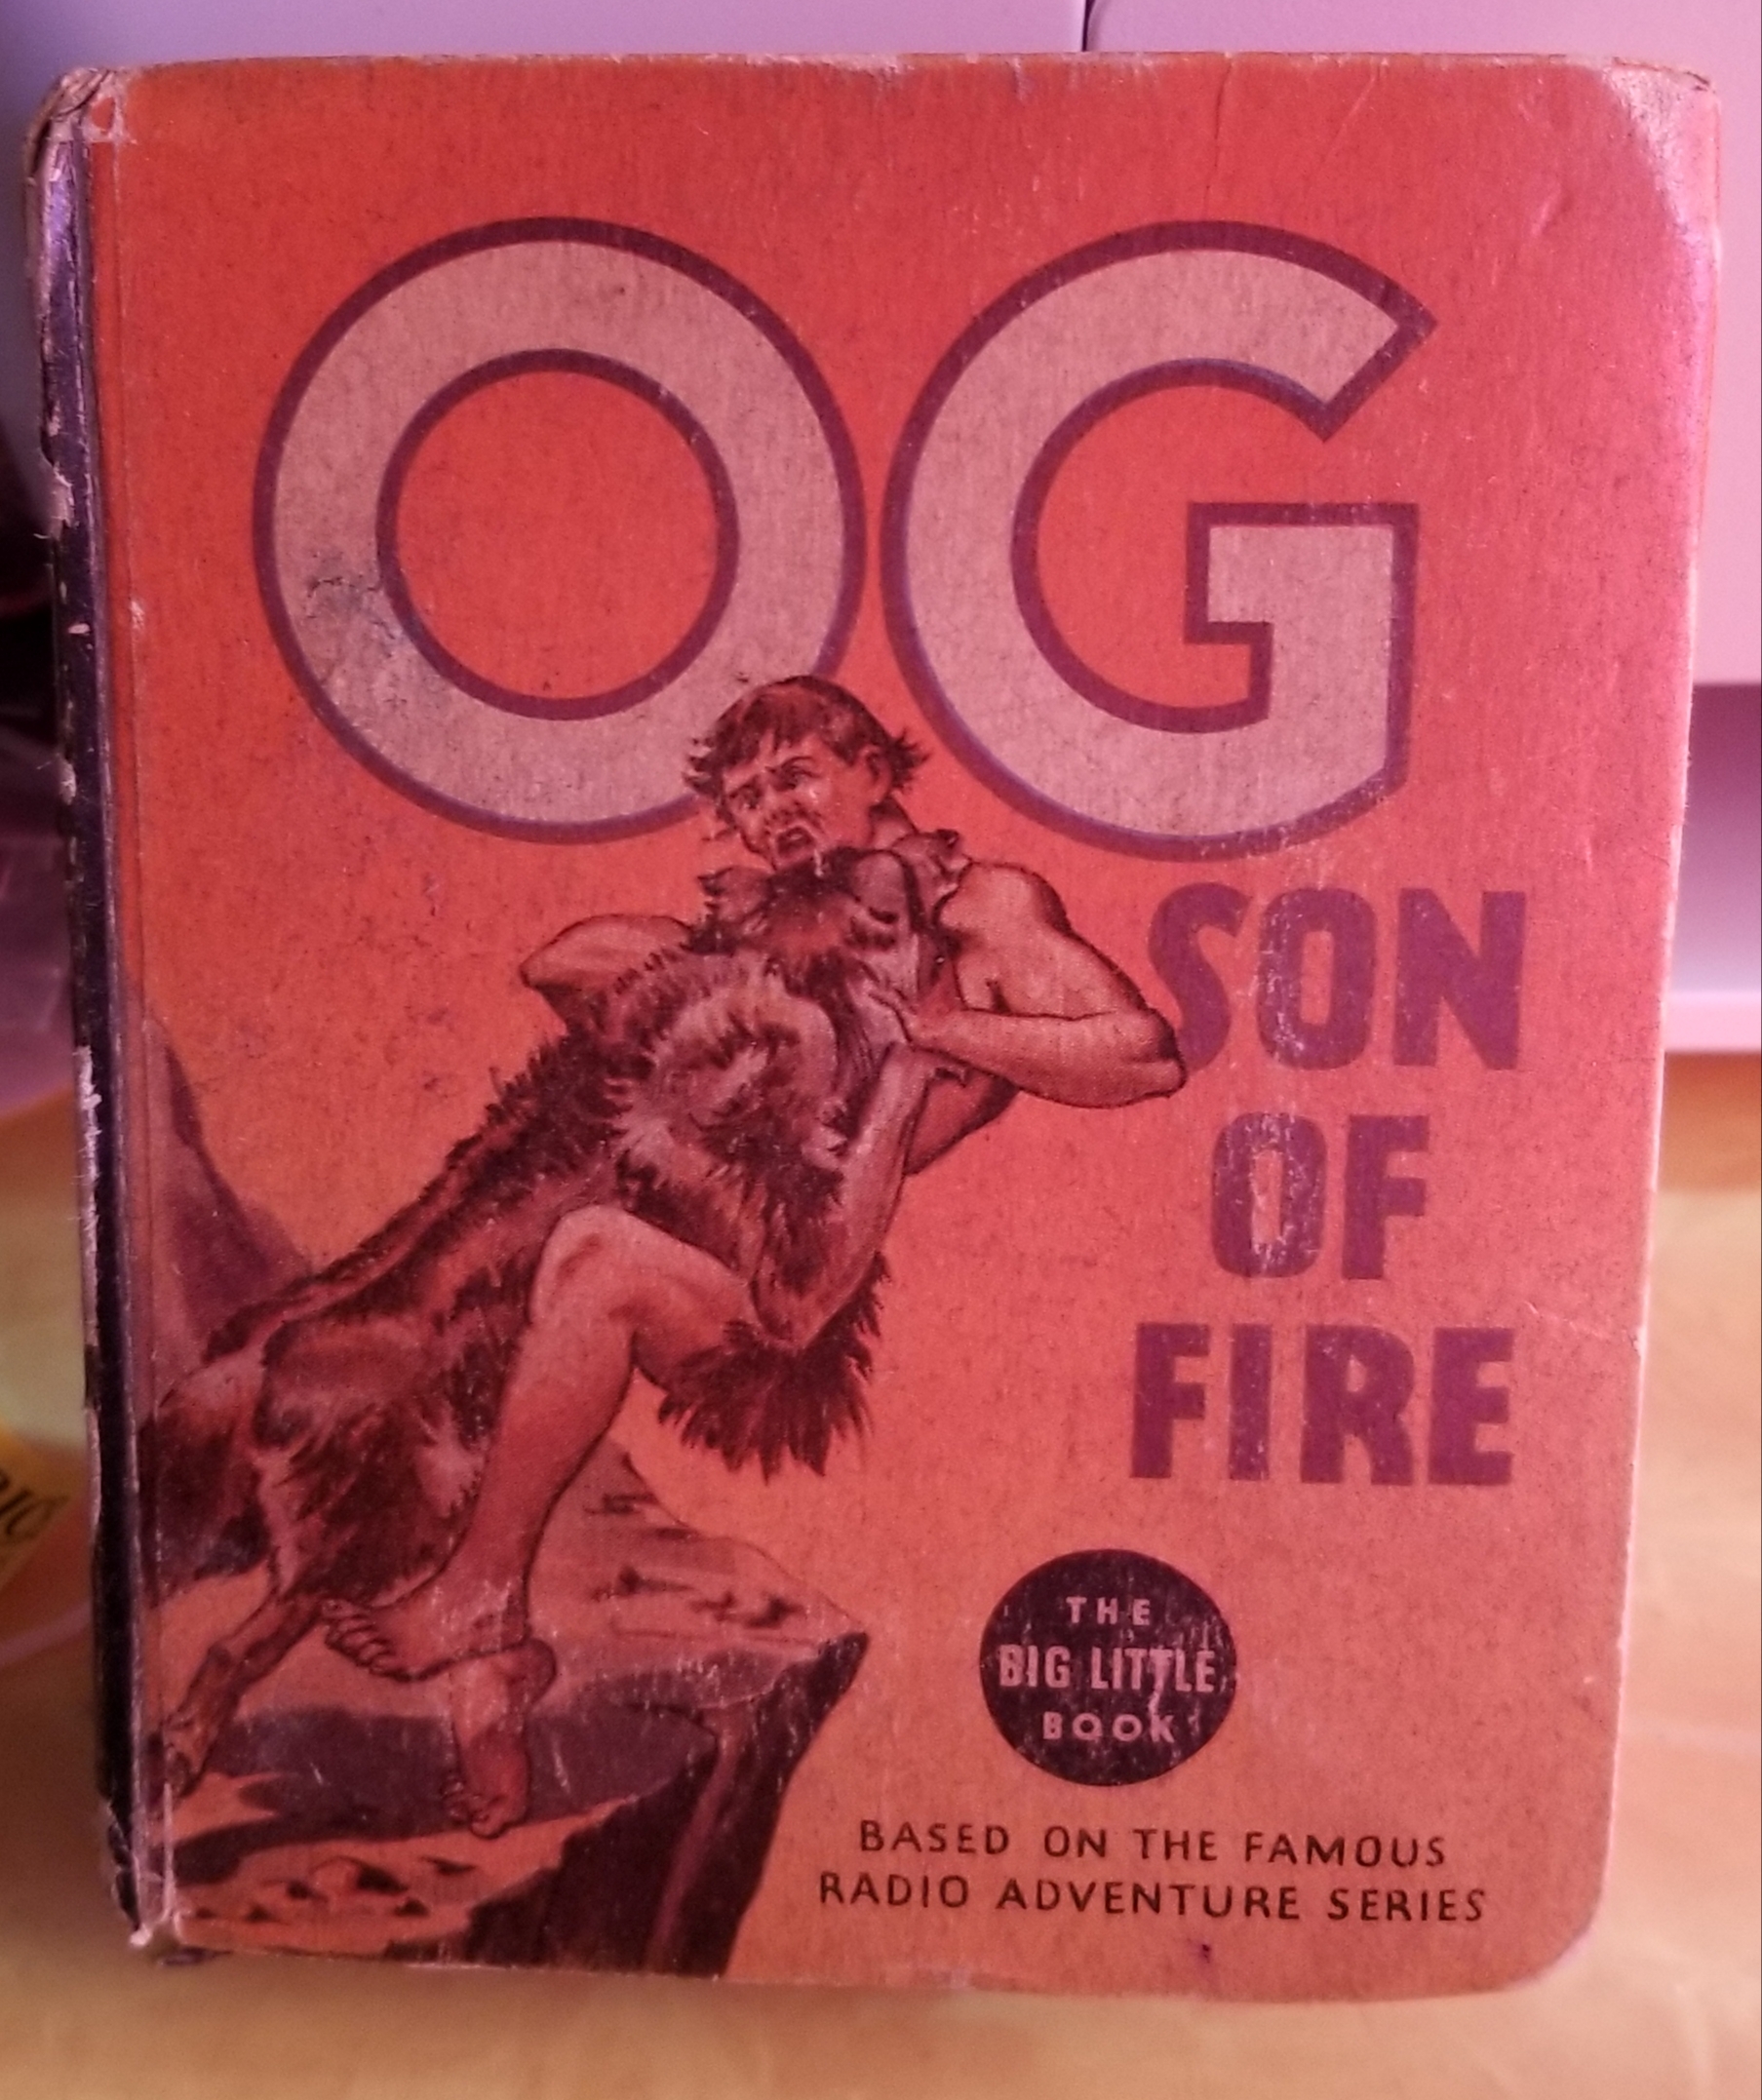 OG
SON
OF
FIRE
THE
BIG LITTLE
BOOK
BASED ON THE FAMOUS
RADIO ADVENTURE SERIES